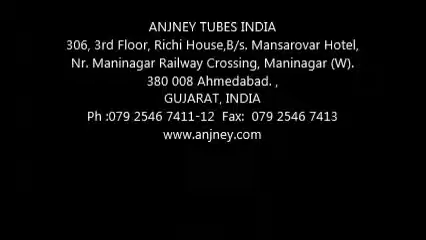 ANJNEY TUBES INDIA
306, 3rd Floor, Richi House,B/s. Mansarovar Hotel,
Nr. Maninagar Railway Crossing, Maninagar (W).
380 008 Ahmedabad. ,
GUJARAT, INDIA
Ph :079 2546 7411-12  Fax:  079 2546 7413
www.anjney.com